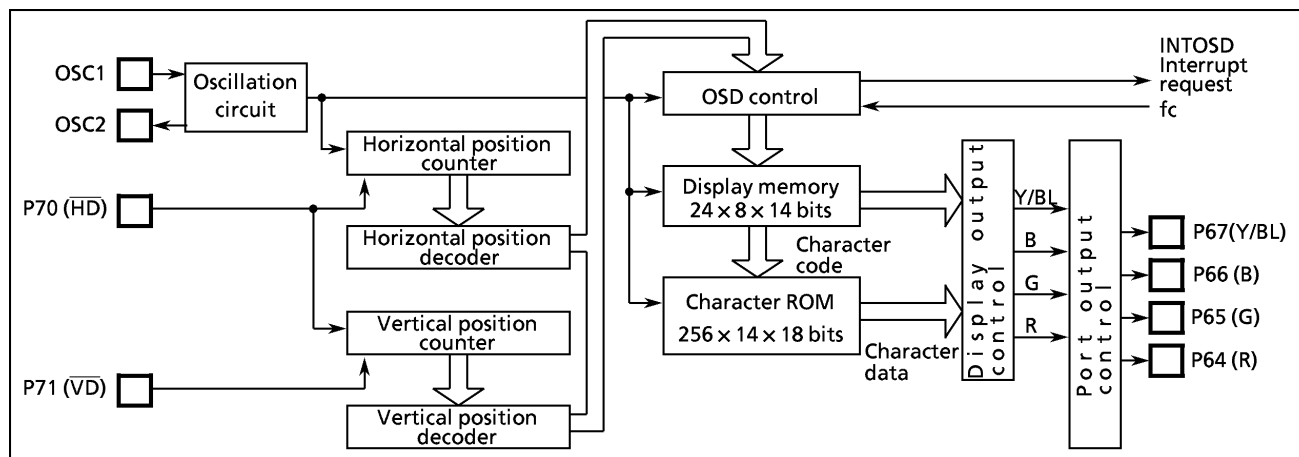 OSC1
OSC2
Oscillation
circuit
P70 (H̅D̅)
P71 (V̅D̅)
Horizontal position
counter
Horizontal position
decoder
Vertical position
counter
Vertical position
decoder
OSD control
Display memory
24 × 8 × 14 bits
Character
code
Character ROM
256 × 14 × 18 bits
Character
data
INTOSD
Interrupt
request
fc
Display output
control
Y/BL
B
G
R
Port output
control
P67(Y/BL)
P66 (B)
P65 (G)
P64 (R)